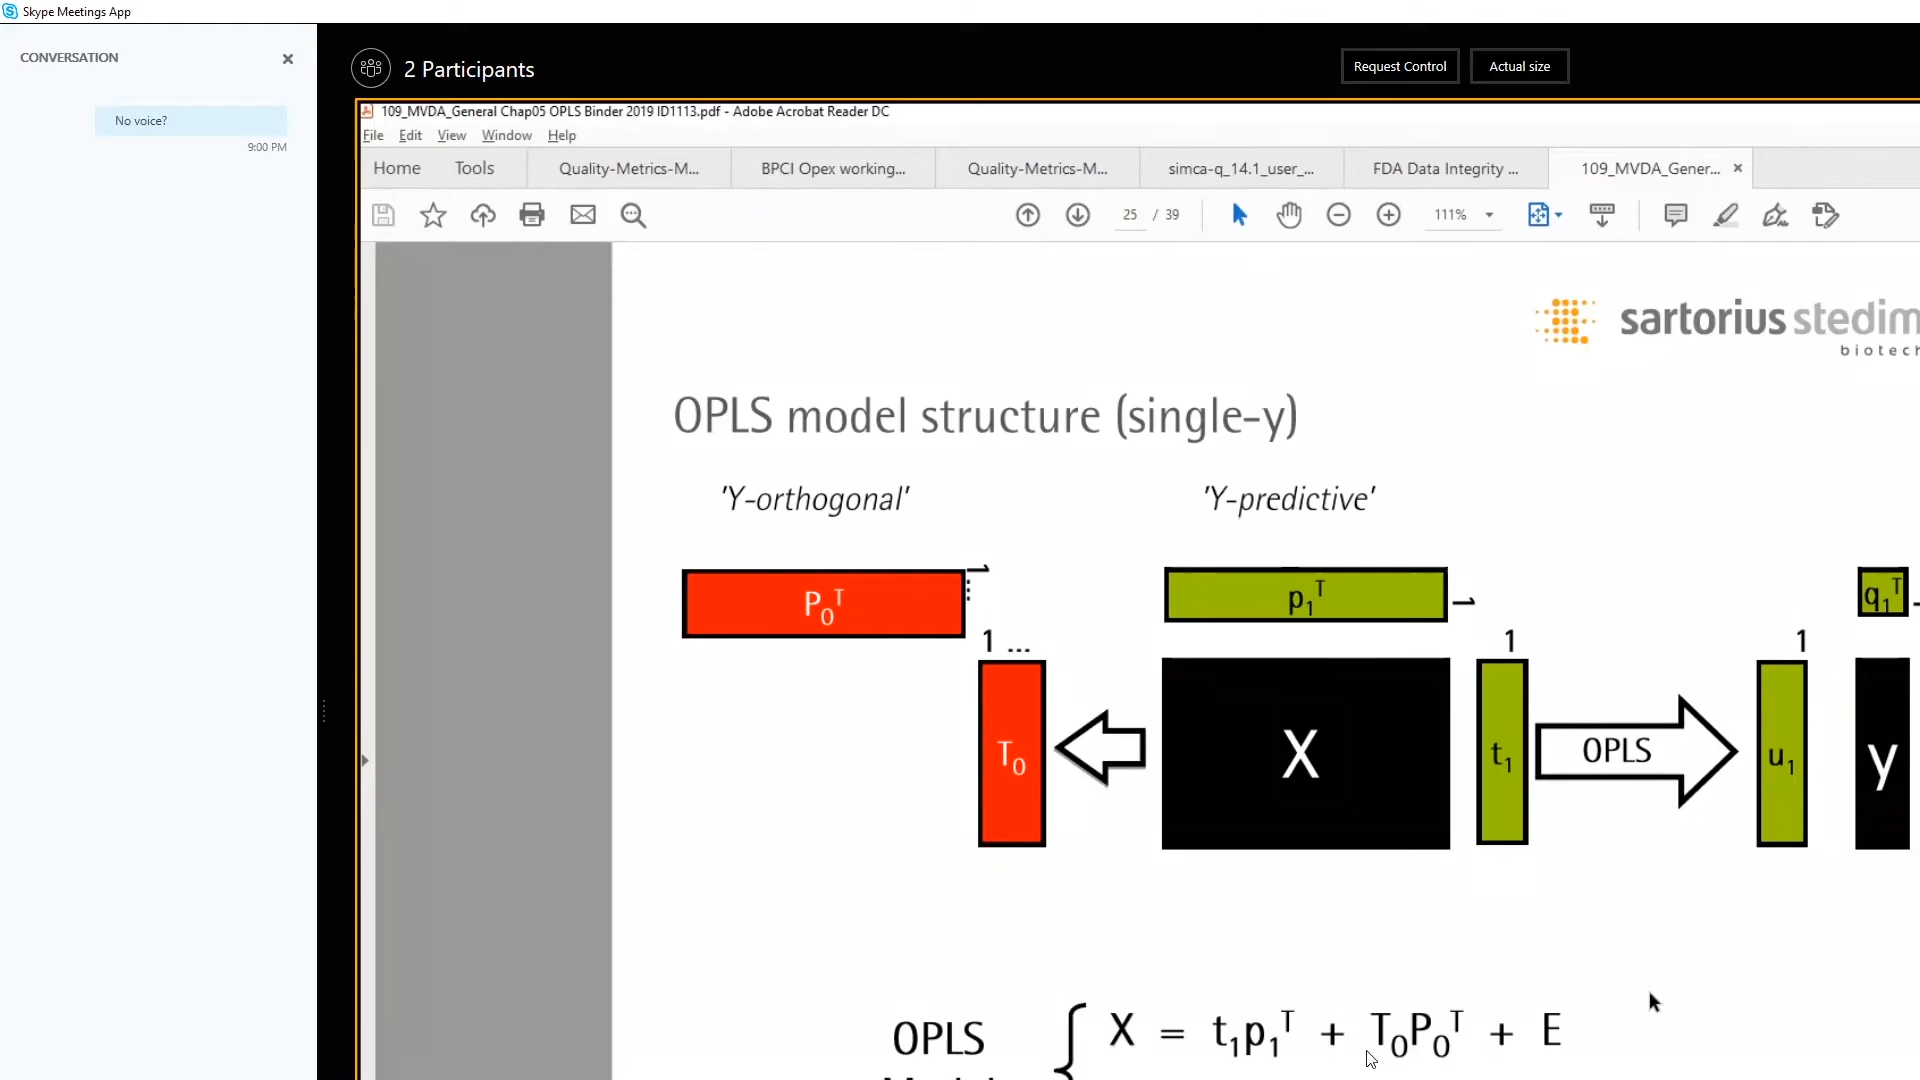 Skype Meetings App
CONVERSATION
No voice?
9:00 PM
2 Participants
Request Control
Actual size
109_MVDA_General Chap05 OPLS Binder 2019 ID1113.pdf - Adobe Acrobat Reader DC
File Edit View Window Help
Home Tools Quality-Metrics-M... BPCI Opex working... Quality-Metrics-M... simca-q_14.1_user_... FDA Data Integrity ... 109_MVDA_Gener...
25 / 39 111%
sartorius stedim
biotech
OPLS model structure (single-y)
'Y-orthogonal' 'Y-predictive'
P₀ᵀ p₁ᵀ q₁ᵀ
1 ... 1 1
T₀ X t₁ OPLS u₁ y
OPLS X = t₁p₁ᵀ + T₀P₀ᵀ + E